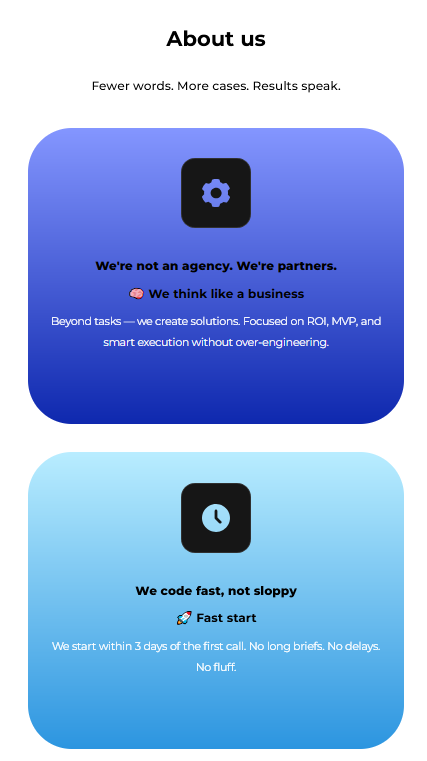 About us
Fewer words. More cases. Results speak.
We're not an agency. We're partners.
🧠 We think like a business
Beyond tasks — we create solutions. Focused on ROI, MVP, and
smart execution without over-engineering.
We code fast, not sloppy
🚀 Fast start
We start within 3 days of the first call. No long briefs. No delays.
No fluff.